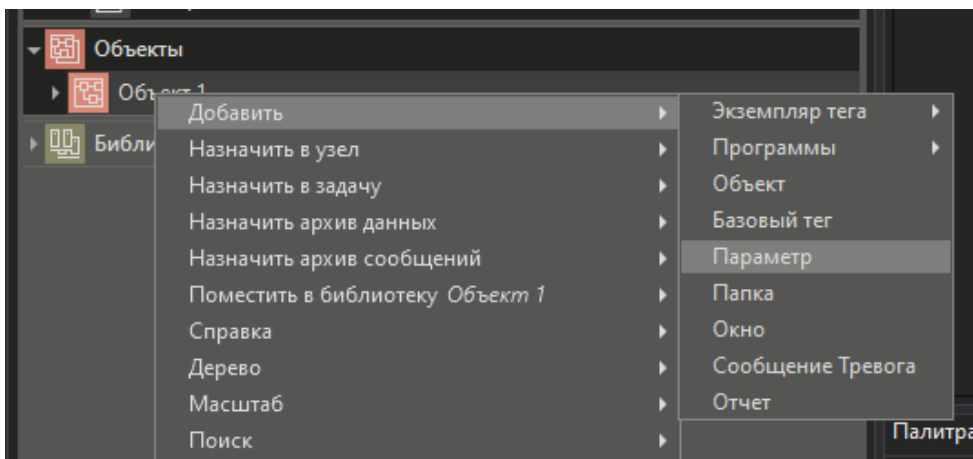 Объекты
Объект 1
Добавить
Назначить в узел
Назначить в задачу
Назначить архив данных
Назначить архив сообщений
Поместить в библиотеку Объект 1
Справка
Дерево
Масштаб
Поиск
Экземпляр тега
Программы
Объект
Базовый тег
Параметр
Папка
Окно
Сообщение Тревога
Отчет
Библи
Палитра